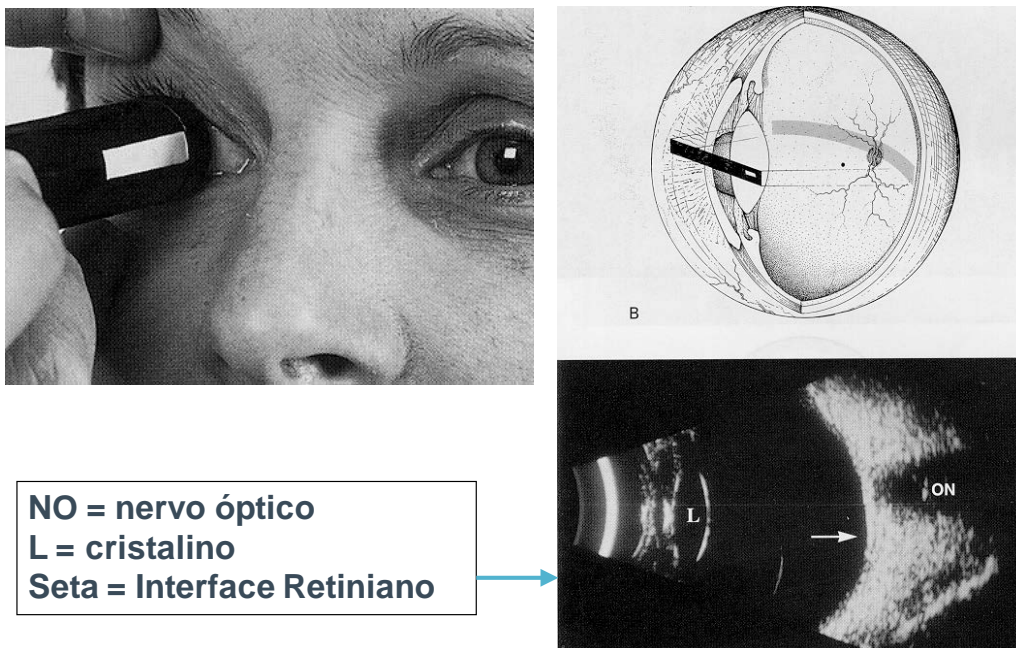 B
L
ON
NO = nervo óptico
L = cristalino
Seta = Interface Retiniano